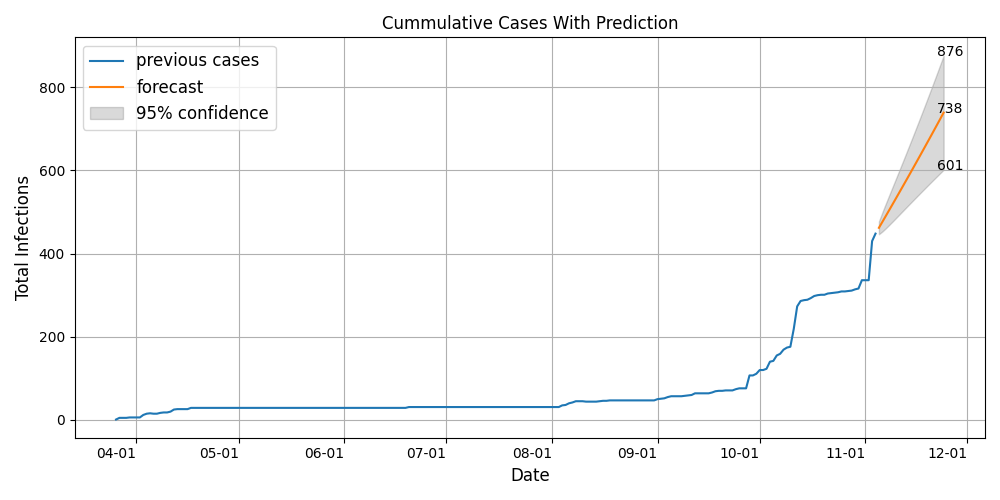 Cummulative Cases With Prediction
previous cases
forecast
95% confidence
876
738
601
Total Infections
800
600
400
200
0
04-01 05-01 06-01 07-01 08-01 09-01 10-01 11-01 12-01
Date